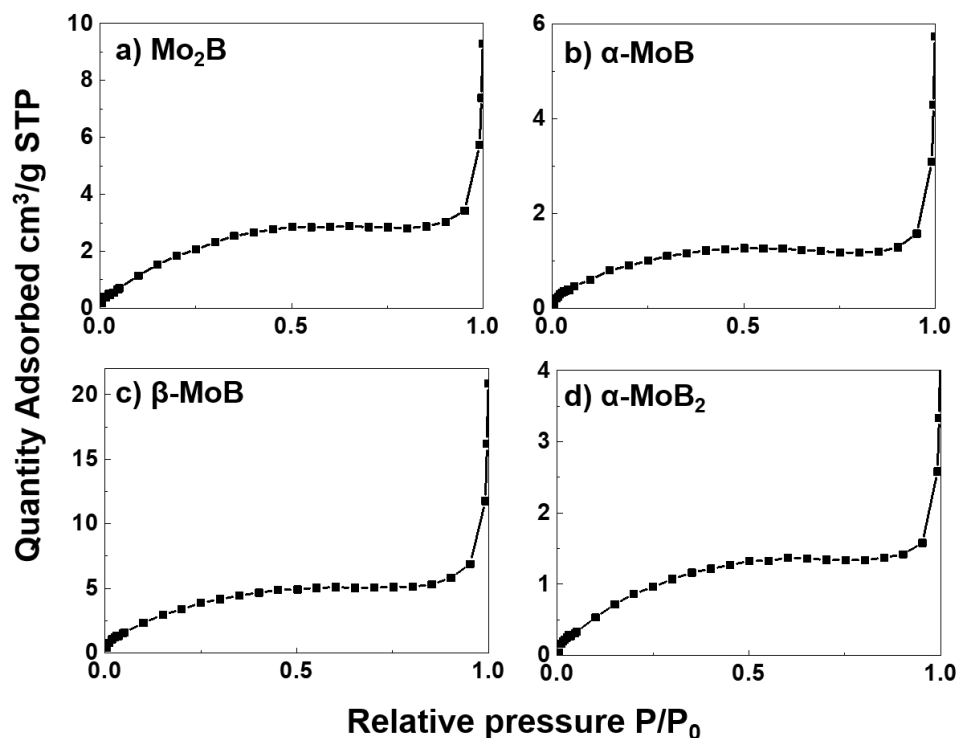 Quantity Adsorbed cm³/g STP
a) Mo₂B
10
8
6
4
2
0
0.0 0.5 1.0
b) α-MoB
6
4
2
0
0.0 0.5 1.0
c) β-MoB
20
15
10
5
0
0.0 0.5 1.0
d) α-MoB₂
4
3
2
1
0
0.0 0.5 1.0
Relative pressure P/P₀